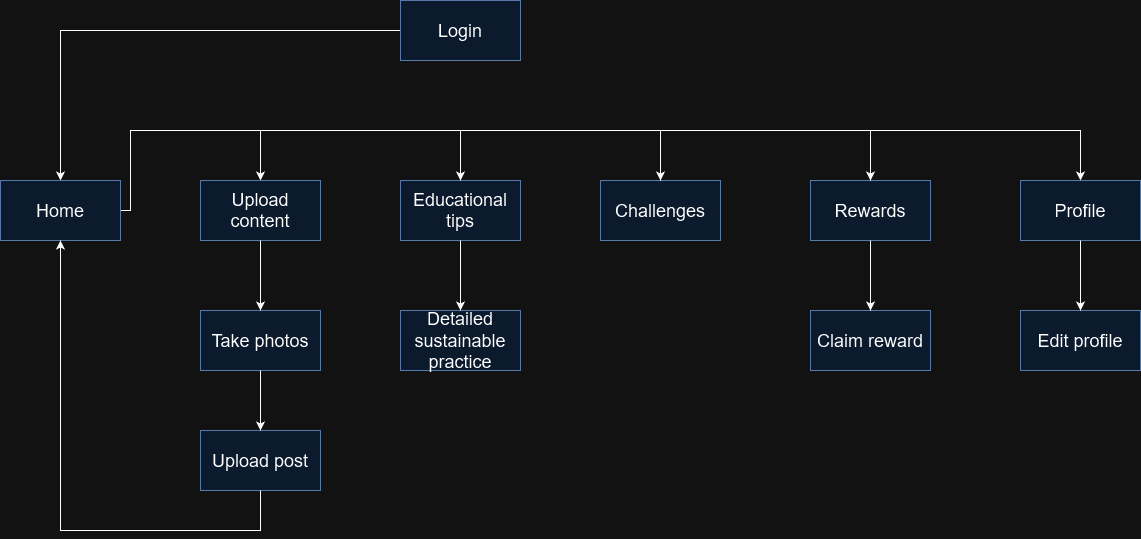 Login
Home
Upload
content
Educational
tips
Challenges
Rewards
Profile
Take photos
Detailed
sustainable
practice
Claim reward
Edit profile
Upload post